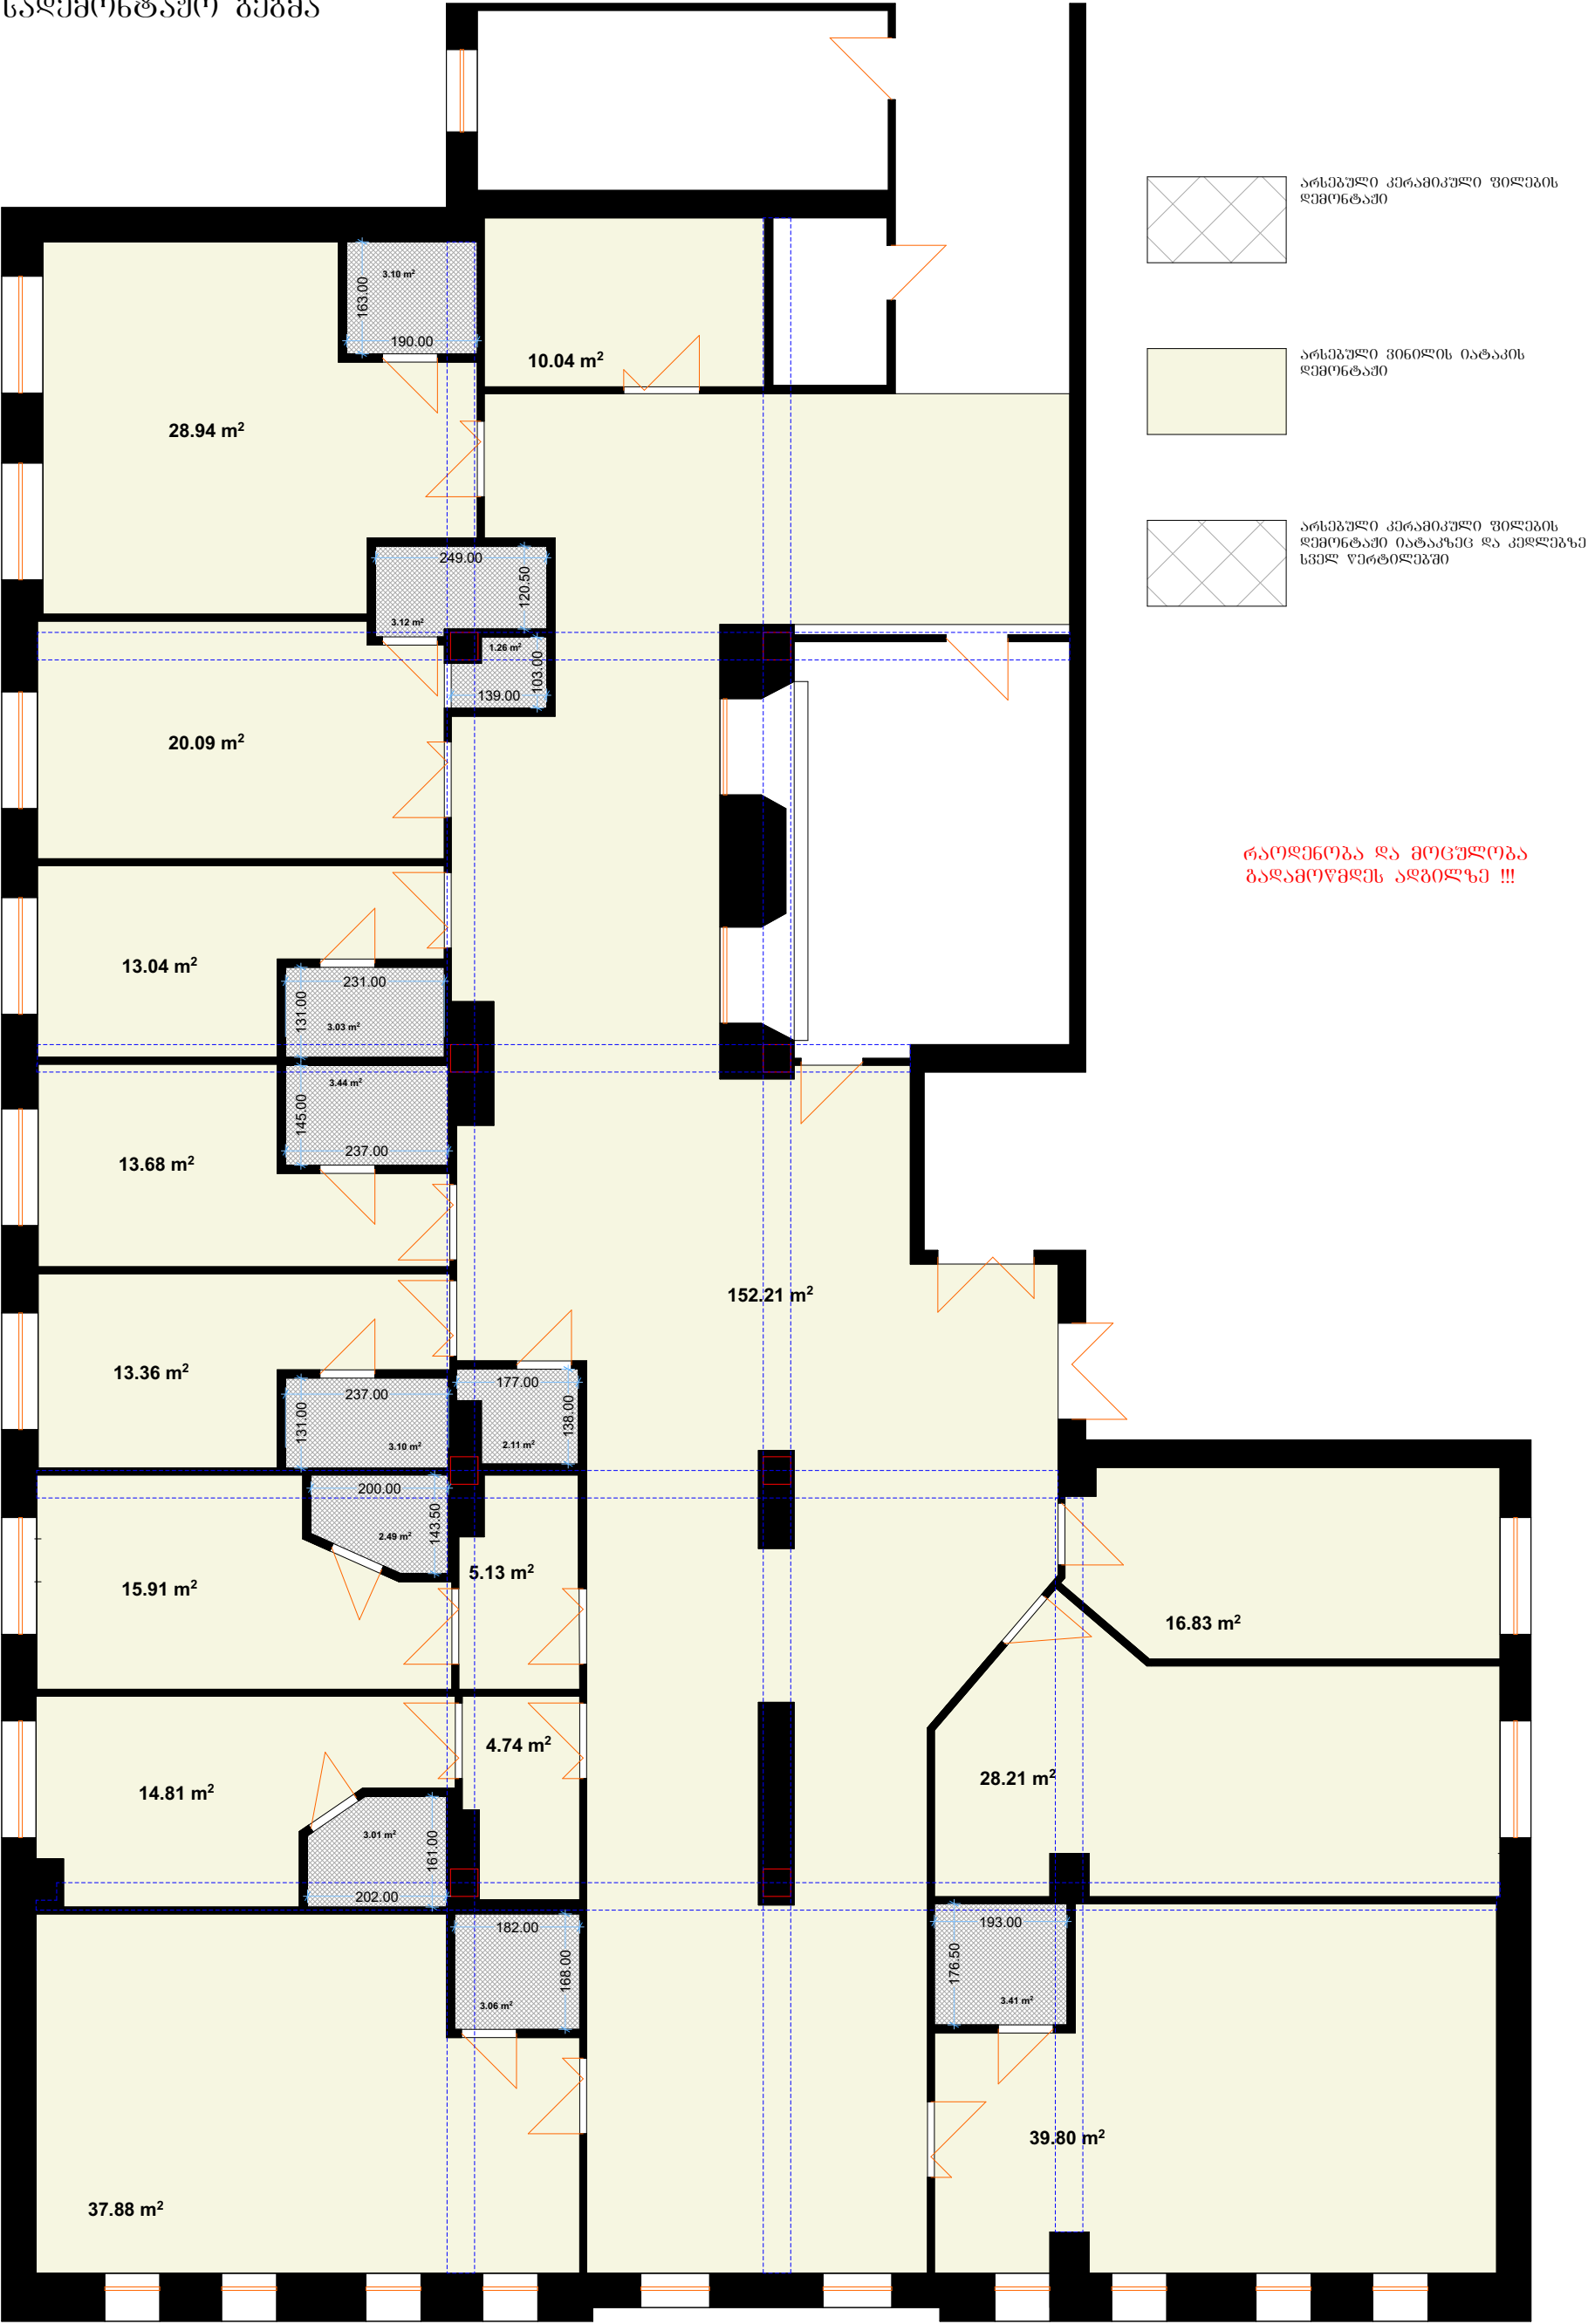 სადემონტაჟო გეგმა
არსებული კერამიკული ფილების
დემონტაჟი
3.10 m²
163.00
190.00
10.04 m²
არსებული ვინილის იატაკის
დემონტაჟი
28.94 m²
არსებული კერამიკული ფილების
დემონტაჟი იატაკზეც და კედლებზე
სველ წერტილებში
249.00
120.50
3.12 m²
1.26 m²
103.00
139.00
20.09 m²
რაოდენობა და მოცულობა
გადამოწმდეს ადგილზე !!!
13.04 m²
231.00
131.00
3.03 m²
3.44 m²
145.00
237.00
13.68 m²
152.21 m²
13.36 m²
237.00
131.00
3.10 m²
177.00
138.00
2.11 m²
200.00
143.50
2.49 m²
5.13 m²
15.91 m²
16.83 m²
4.74 m²
28.21 m²
14.81 m²
3.01 m²
161.00
202.00
182.00
168.00
3.06 m²
193.00
176.50
3.41 m²
39.80 m²
37.88 m²